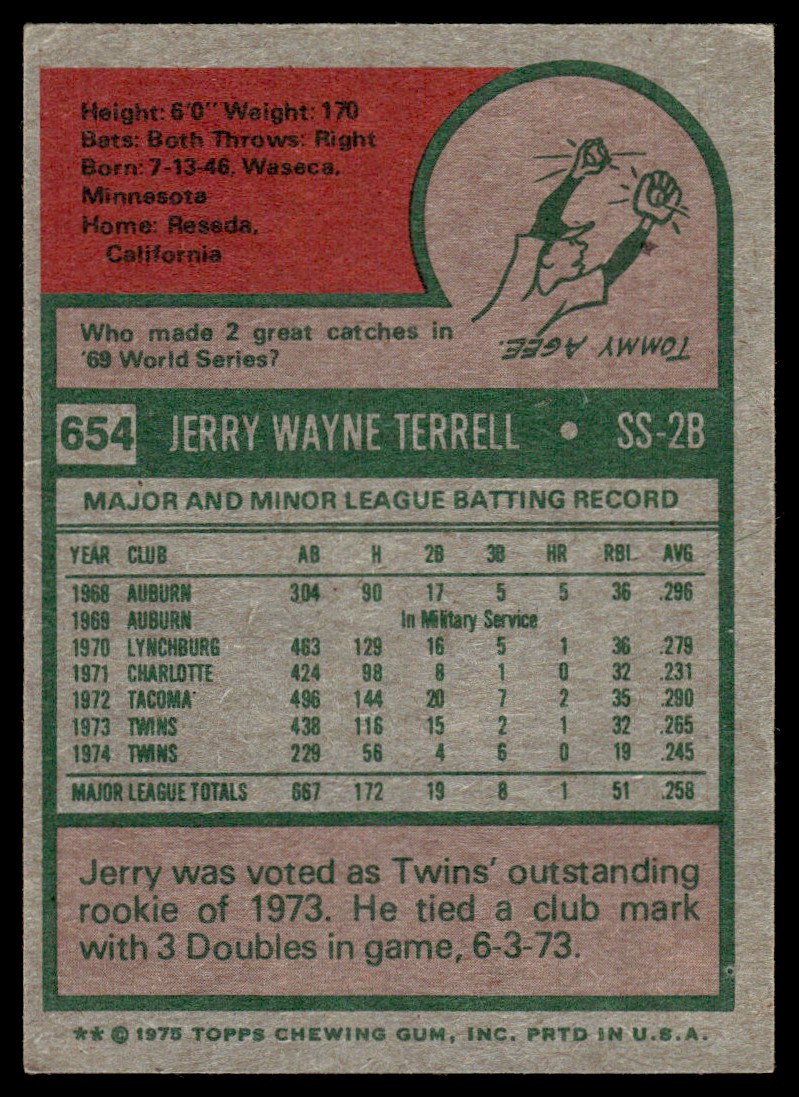 Height: 6'0" Weight: 170
Bats: Both Throws: Right
Born: 7-13-46, Waseca,
Minnesota
Home: Reseda,
California
Who made 2 great catches in
'69 World Series?
TOMMY AGEE.
654 JERRY WAYNE TERRELL • SS-2B
MAJOR AND MINOR LEAGUE BATTING RECORD
YEAR CLUB AB H 2B 3B HR RBI AVG
1968 AUBURN 304 90 17 5 5 36 .296
1969 AUBURN In Military Service
1970 LYNCHBURG 463 129 16 5 1 36 .279
1971 CHARLOTTE 424 98 8 1 0 32 .231
1972 TACOMA 496 144 20 7 2 35 .290
1973 TWINS 438 116 15 2 1 32 .265
1974 TWINS 229 56 4 6 0 19 .245
MAJOR LEAGUE TOTALS 667 172 19 8 1 51 .258
Jerry was voted as Twins' outstanding
rookie of 1973. He tied a club mark
with 3 Doubles in game, 6-3-73.
** © 1975 TOPPS CHEWING GUM, INC. PRTD IN U.S.A.